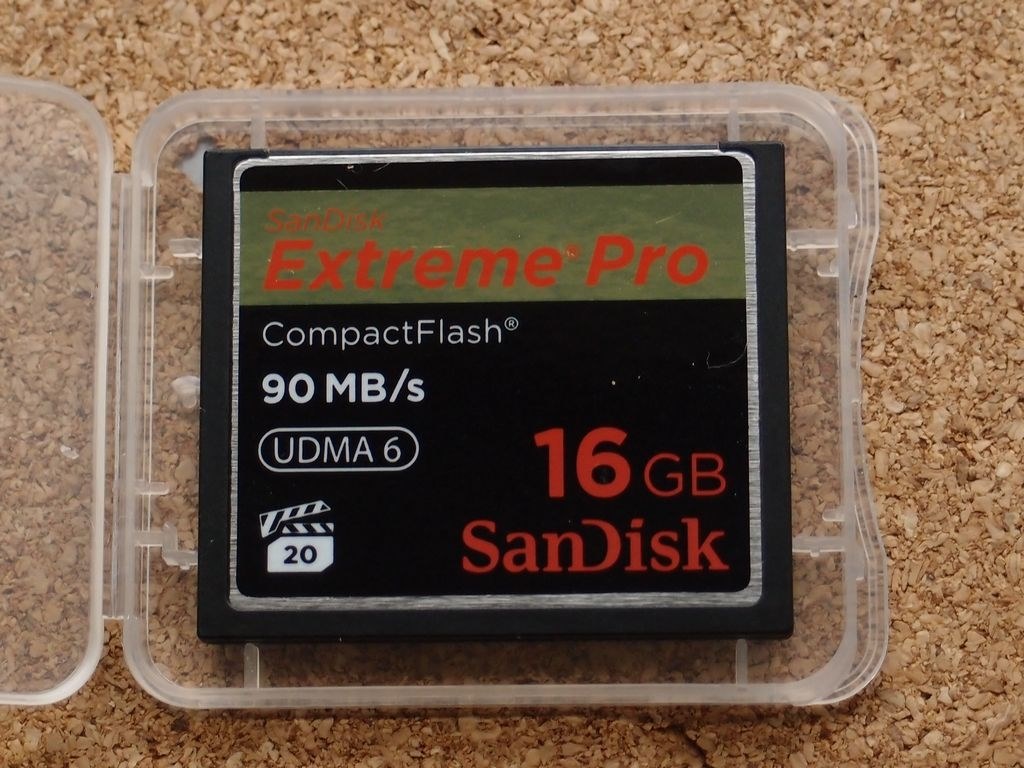 SanDisk
Extreme® Pro
CompactFlash®
90 MB/s
UDMA 6
16 GB
20
SanDisk